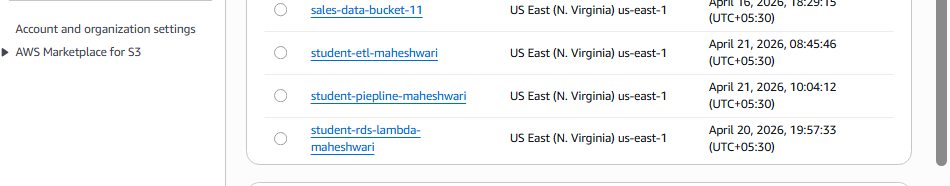 sales-data-bucket-11 US East (N. Virginia) us-east-1 April 16, 2026, 18:29:15
(UTC+05:30)
Account and organization settings
AWS Marketplace for S3
student-etl-maheshwari US East (N. Virginia) us-east-1 April 21, 2026, 08:45:46
(UTC+05:30)
student-piepline-maheshwari US East (N. Virginia) us-east-1 April 21, 2026, 10:04:12
(UTC+05:30)
student-rds-lambda- US East (N. Virginia) us-east-1 April 20, 2026, 19:57:33
maheshwari (UTC+05:30)